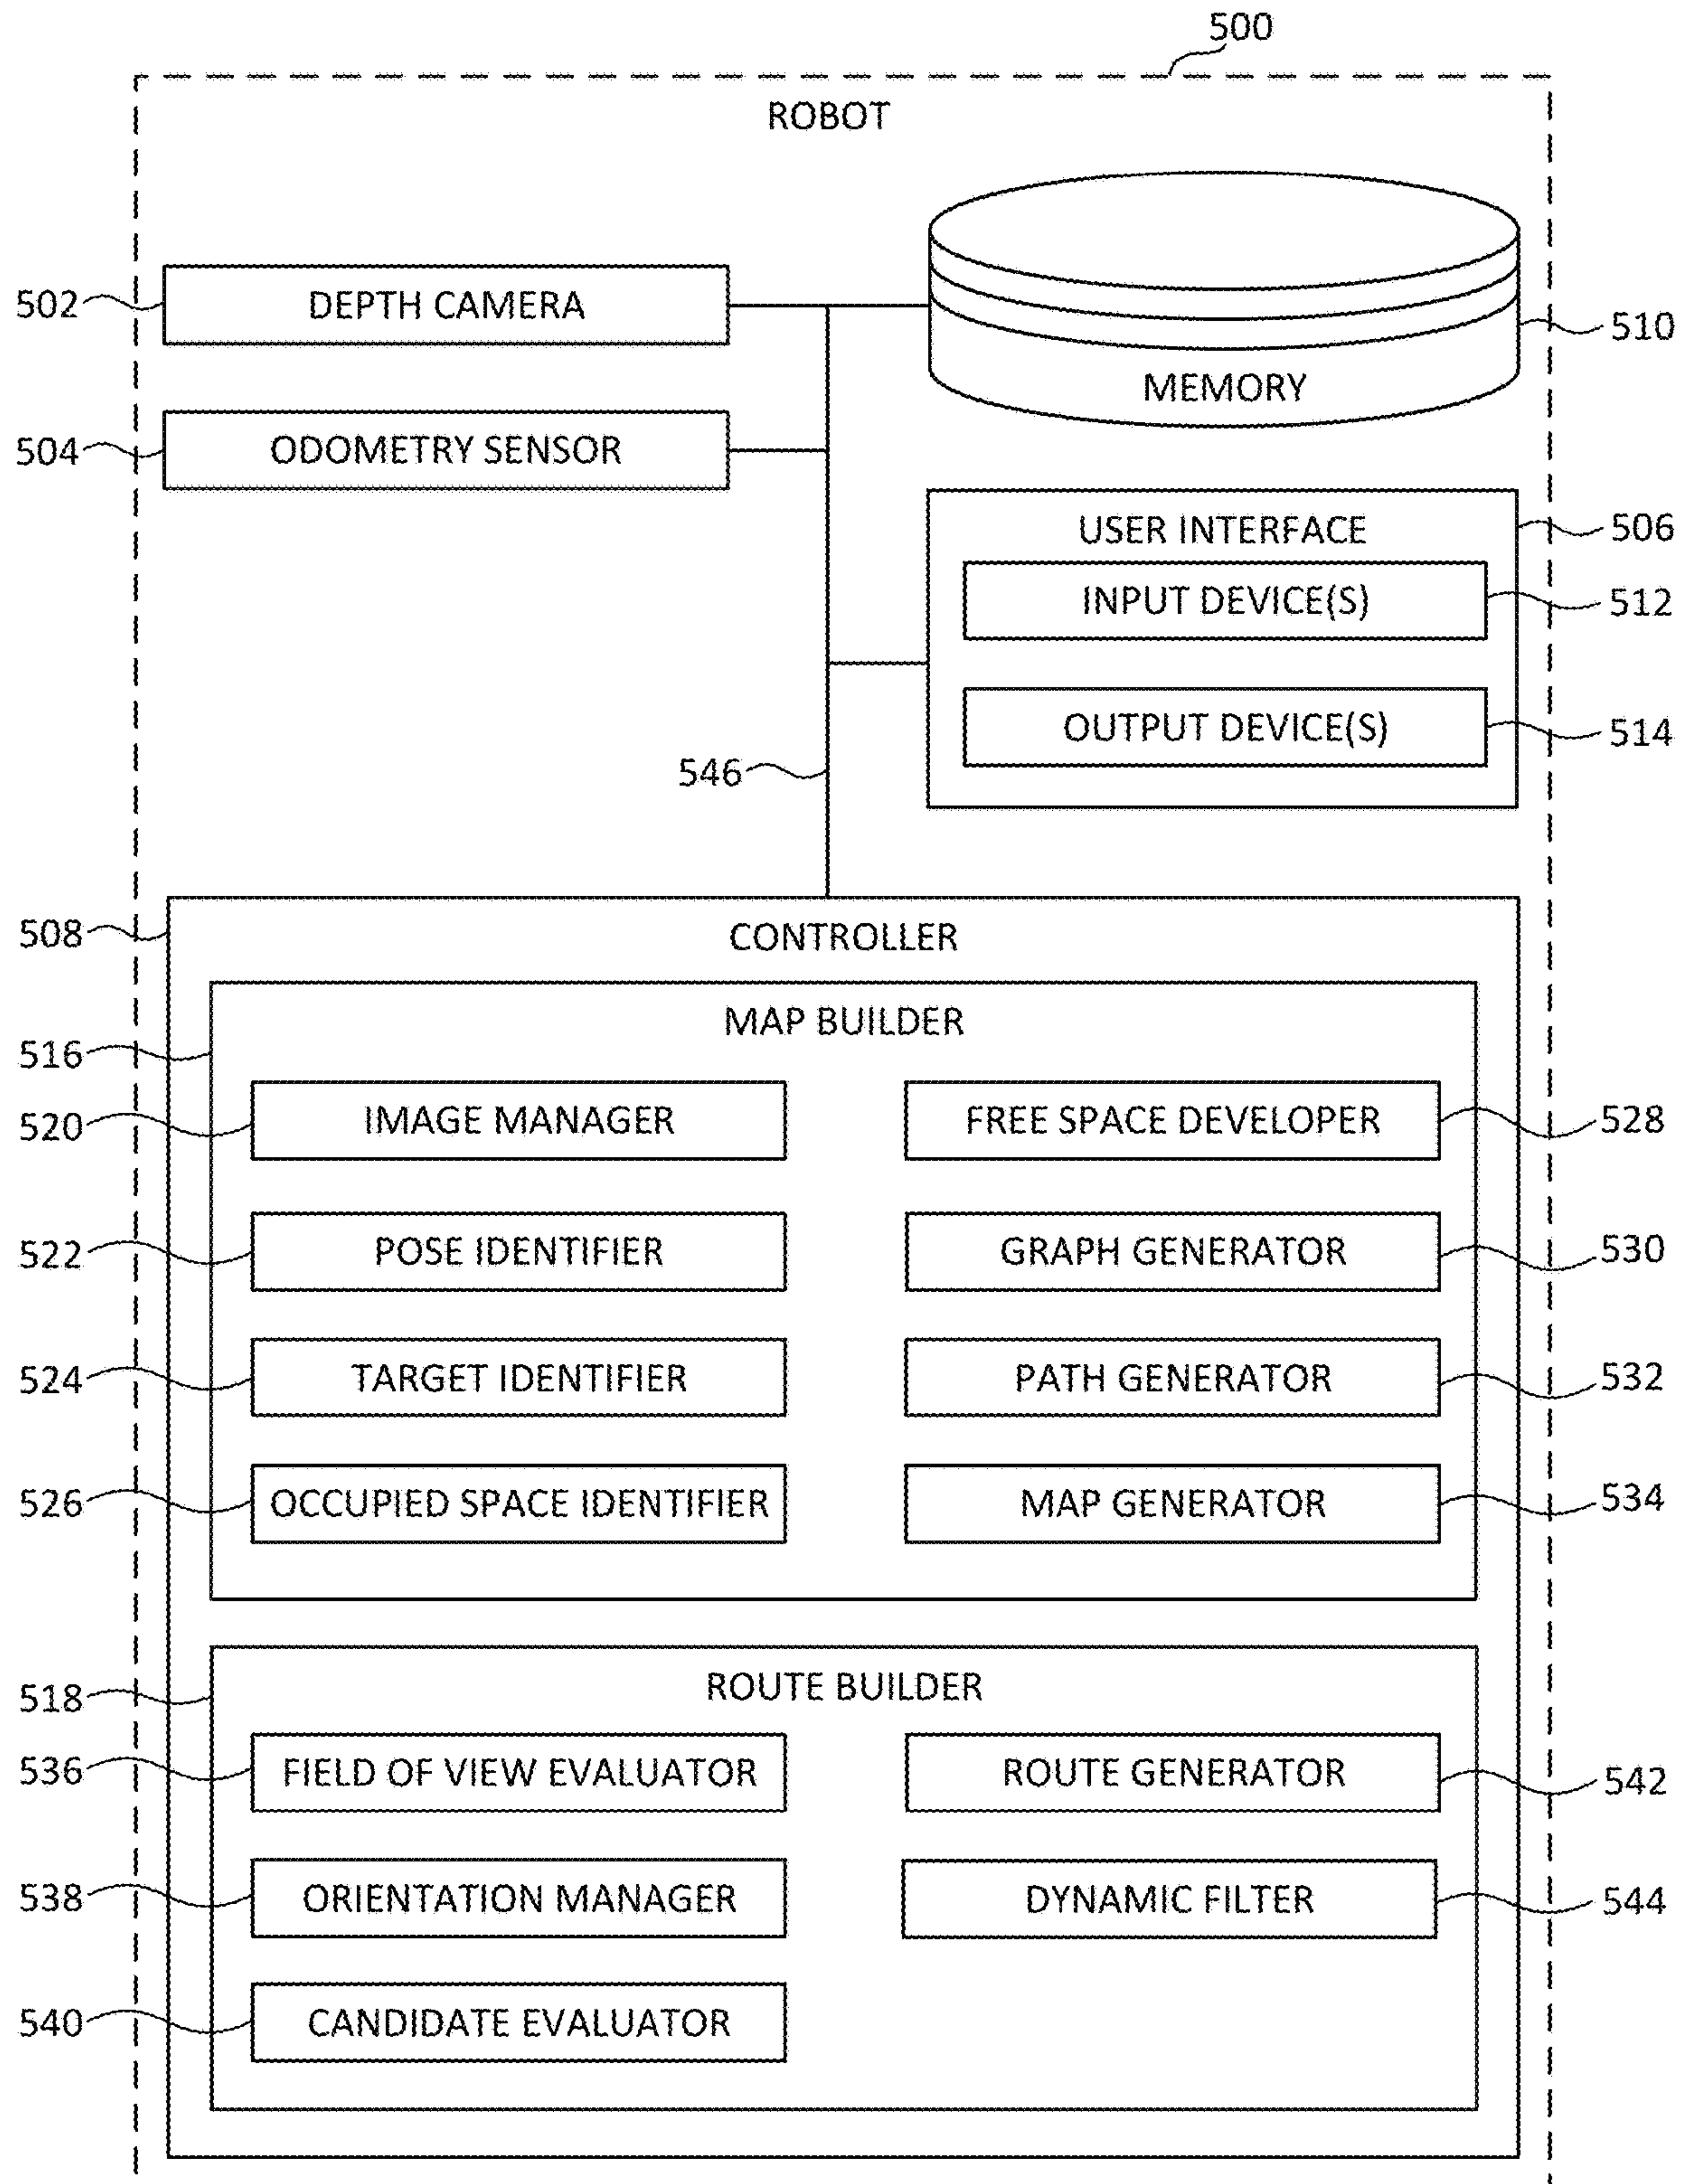 500
ROBOT
502
DEPTH CAMERA
510
MEMORY
504
ODOMETRY SENSOR
USER INTERFACE
506
INPUT DEVICE(S)
512
OUTPUT DEVICE(S)
514
546
508
CONTROLLER
MAP BUILDER
516
520
IMAGE MANAGER
FREE SPACE DEVELOPER
528
522
POSE IDENTIFIER
GRAPH GENERATOR
530
524
TARGET IDENTIFIER
PATH GENERATOR
532
526
OCCUPIED SPACE IDENTIFIER
MAP GENERATOR
534
518
ROUTE BUILDER
536
FIELD OF VIEW EVALUATOR
ROUTE GENERATOR
542
538
ORIENTATION MANAGER
DYNAMIC FILTER
544
540
CANDIDATE EVALUATOR